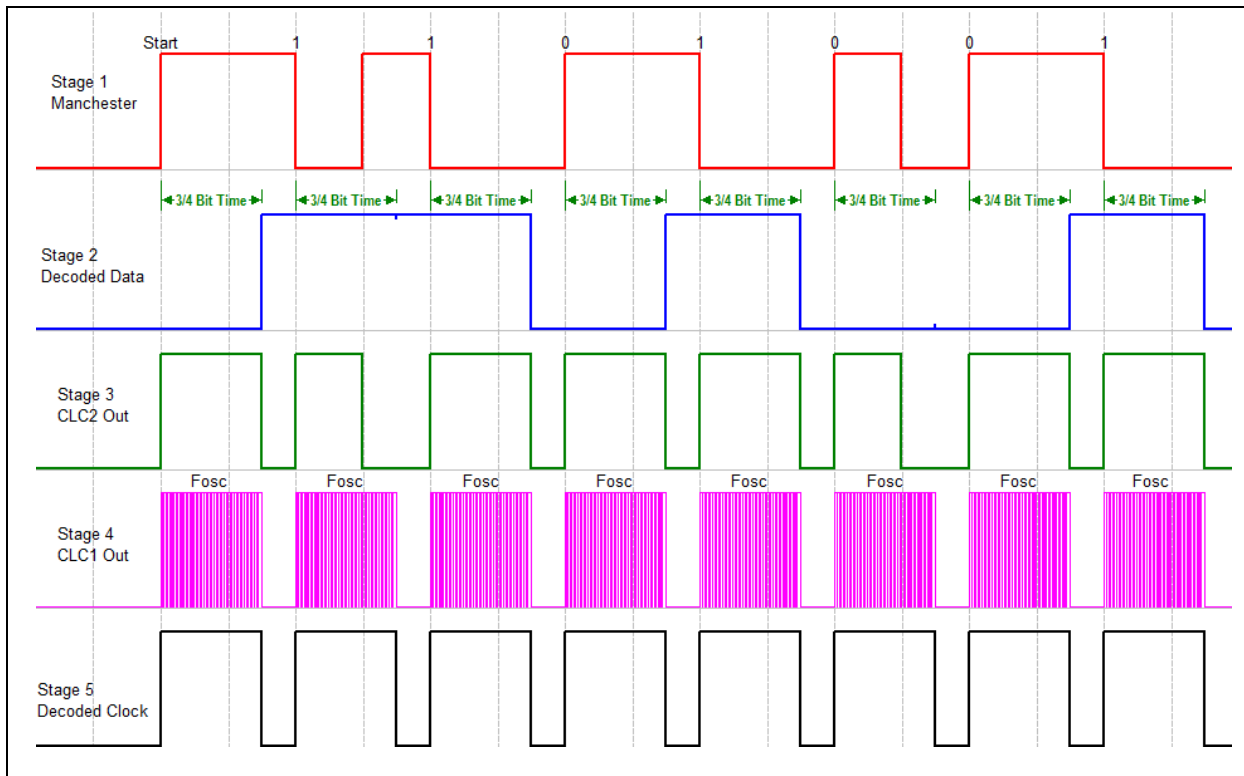 Start 1 1 0 1 0 0 1
Stage 1
Manchester
3/4 Bit Time 3/4 Bit Time 3/4 Bit Time 3/4 Bit Time 3/4 Bit Time 3/4 Bit Time 3/4 Bit Time 3/4 Bit Time
Stage 2
Decoded Data
Stage 3
CLC2 Out
Fosc Fosc Fosc Fosc Fosc Fosc Fosc Fosc
Stage 4
CLC1 Out
Stage 5
Decoded Clock